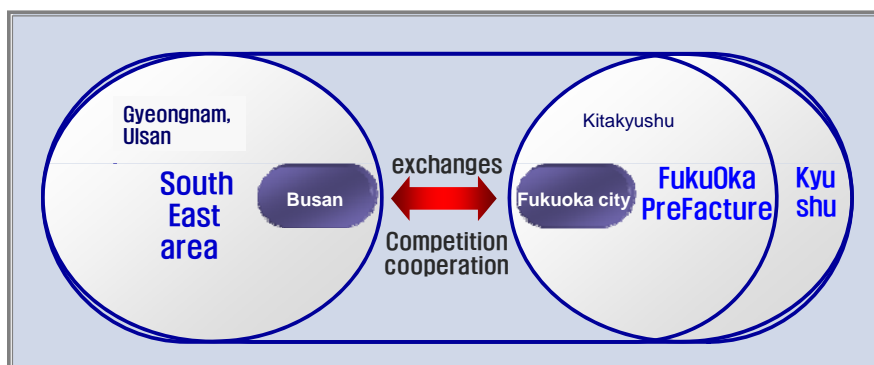 Gyeongnam,
Ulsan
South
East
area
Busan
exchanges
Competition
cooperation
Kitakyushu
Fukuoka city
FukuOka
PreFacture
Kyu
shu